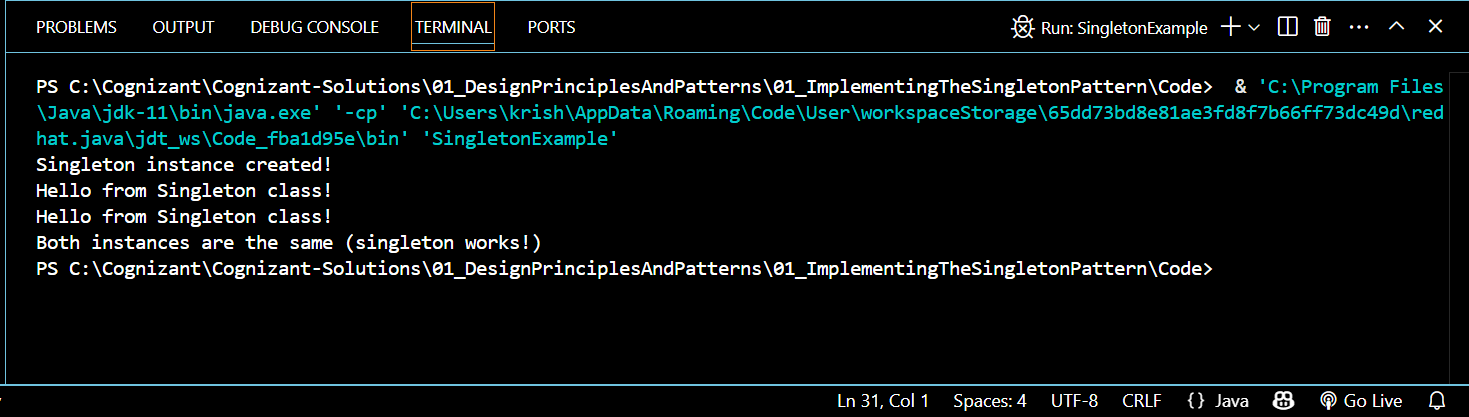 PROBLEMS OUTPUT DEBUG CONSOLE TERMINAL PORTS Run: SingletonExample
PS C:\Cognizant\Cognizant-Solutions\01_DesignPrinciplesAndPatterns\01_ImplementingTheSingletonPattern\Code>  & 'C:\Program Files
\Java\jdk-11\bin\java.exe' '-cp' 'C:\Users\krish\AppData\Roaming\Code\User\workspaceStorage\65dd73bd8e81ae3fd8f7b66ff73dc49d\red
hat.java\jdt_ws\Code_fba1d95e\bin' 'SingletonExample'
Singleton instance created!
Hello from Singleton class!
Hello from Singleton class!
Both instances are the same (singleton works!)
PS C:\Cognizant\Cognizant-Solutions\01_DesignPrinciplesAndPatterns\01_ImplementingTheSingletonPattern\Code>
Ln 31, Col 1 Spaces: 4 UTF-8 CRLF {} Java Go Live